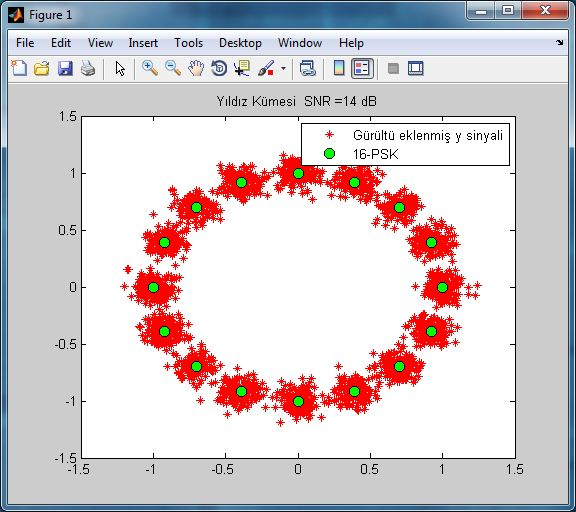 Figure 1
File Edit View Insert Tools Desktop Window Help
Yıldız Kümesi SNR =14 dB
Gürültü eklenmiş y sinyali
16-PSK
1.5
1
0.5
0
-0.5
-1
-1.5
-1.5 -1 -0.5 0 0.5 1 1.5